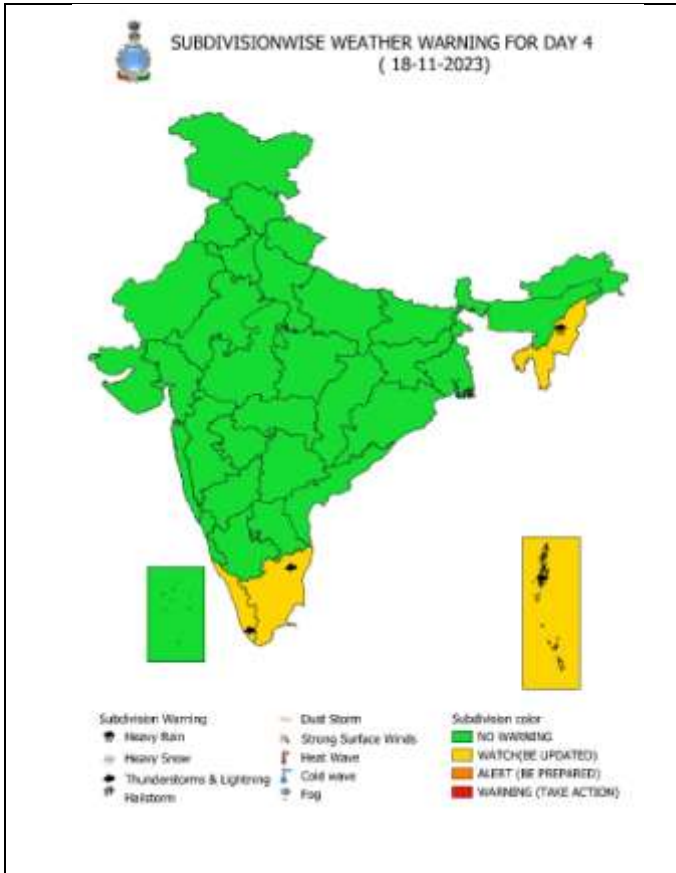 SUBDIVISIONWISE WEATHER WARNING FOR DAY 4
( 18-11-2023)
Subdivision Warning
Heavy Rain
Heavy Snow
Thunderstorms & Lightning
Hailstorm
Dust Storm
Strong Surface Winds
Heat Wave
Cold wave
Fog
Subdivision color
NO WARNING
WATCH(BE UPDATED)
ALERT (BE PREPARED)
WARNING (TAKE ACTION)